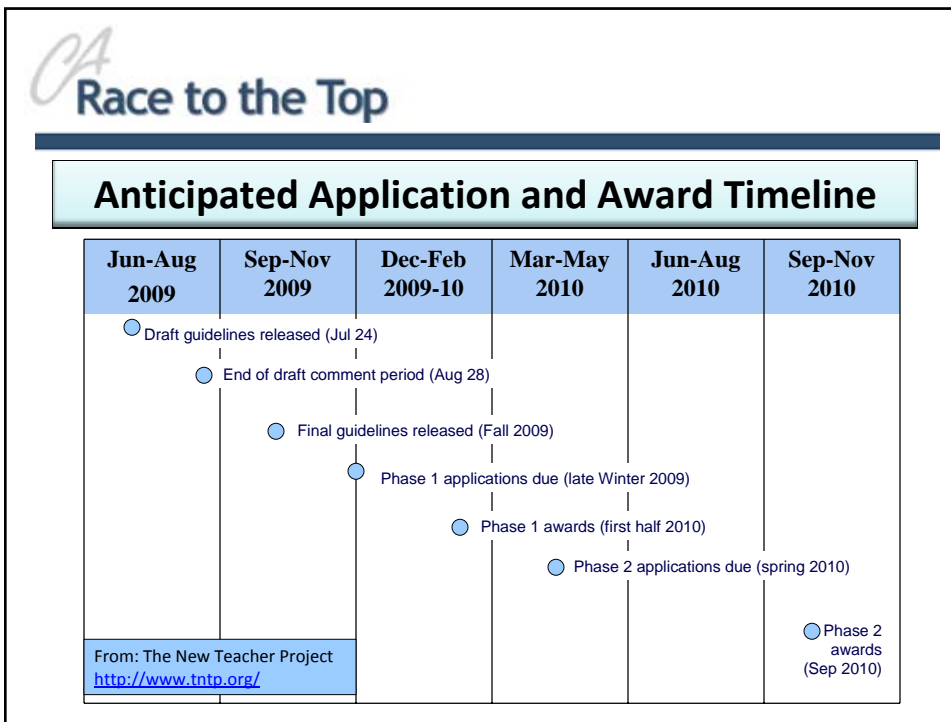 CA
Race to the Top
Anticipated Application and Award Timeline
Jun-Aug
2009
Sep-Nov
2009
Dec-Feb
2009-10
Mar-May
2010
Jun-Aug
2010
Sep-Nov
2010
Draft guidelines released (Jul 24)
End of draft comment period (Aug 28)
Final guidelines released (Fall 2009)
Phase 1 applications due (late Winter 2009)
Phase 1 awards (first half 2010)
Phase 2 applications due (spring 2010)
Phase 2
awards
(Sep 2010)
From: The New Teacher Project
http://www.tntp.org/